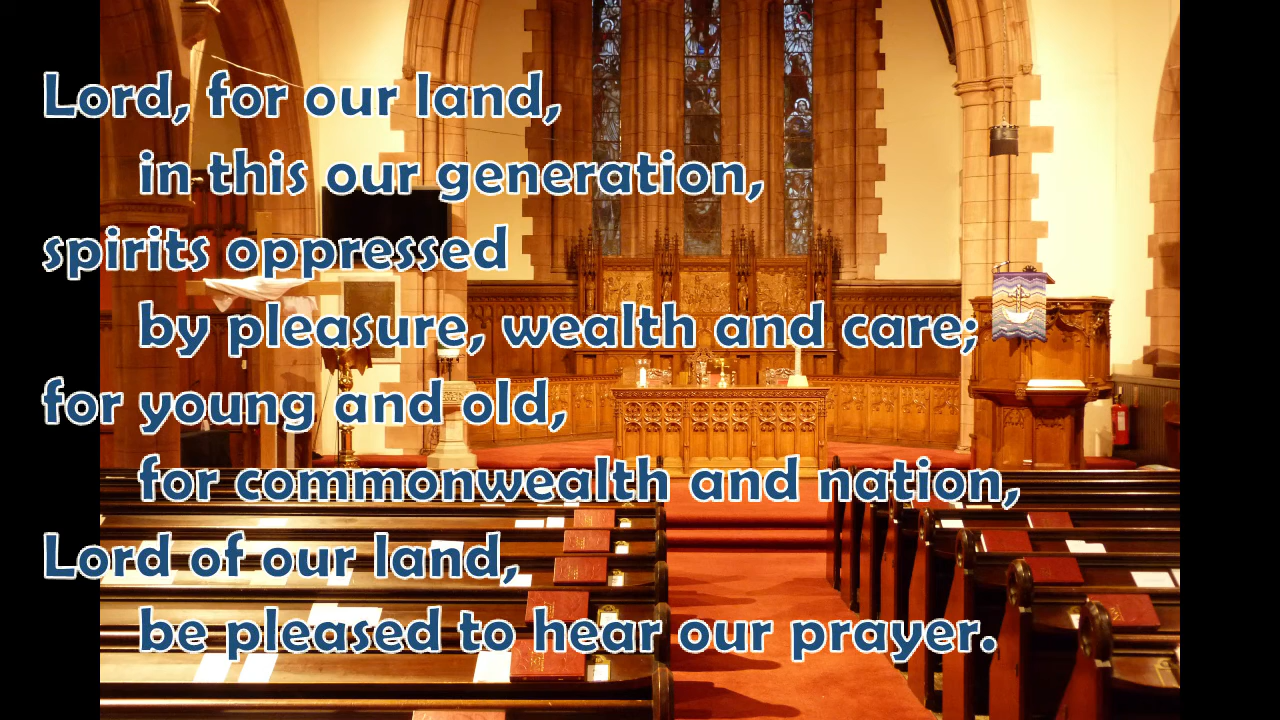 Lord, for our land,
in this our generation,
spirits oppressed
by pleasure, wealth and care;
for young and old,
for commonwealth and nation,
Lord of our land,
be pleased to hear our prayer.